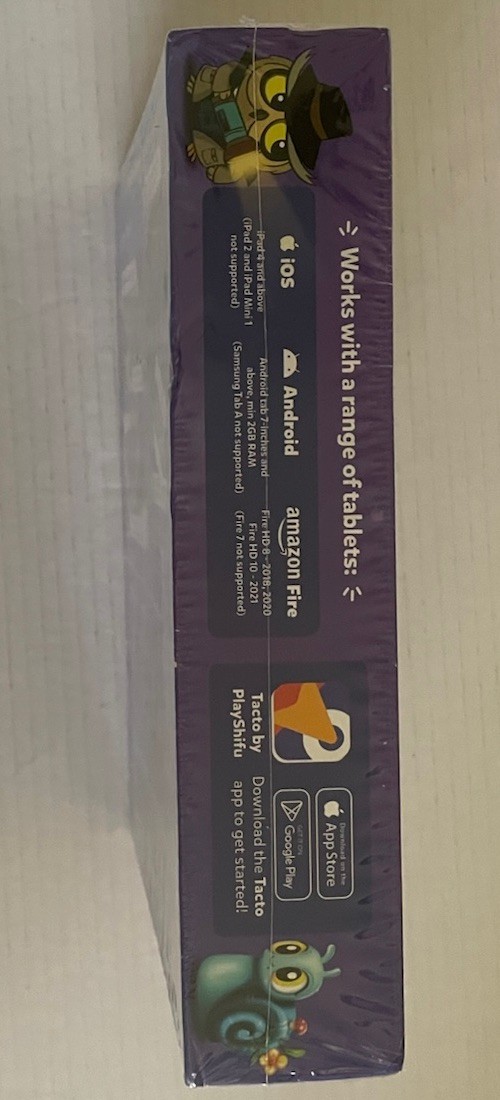 Works with a range of tablets:
iOS
iPad 4 and above
(iPad 2 and iPad Mini 1
not supported)
Android
Android tab 7-inches and
above, min 2GB RAM
(Samsung Tab A not supported)
amazon Fire
Fire HD 8 - 2018, 2020
Fire HD 10 - 2021
(Fire 7 not supported)
Tacto by
PlayShifu
Download on the
App Store
GET IT ON
Google Play
Download the Tacto
app to get started!